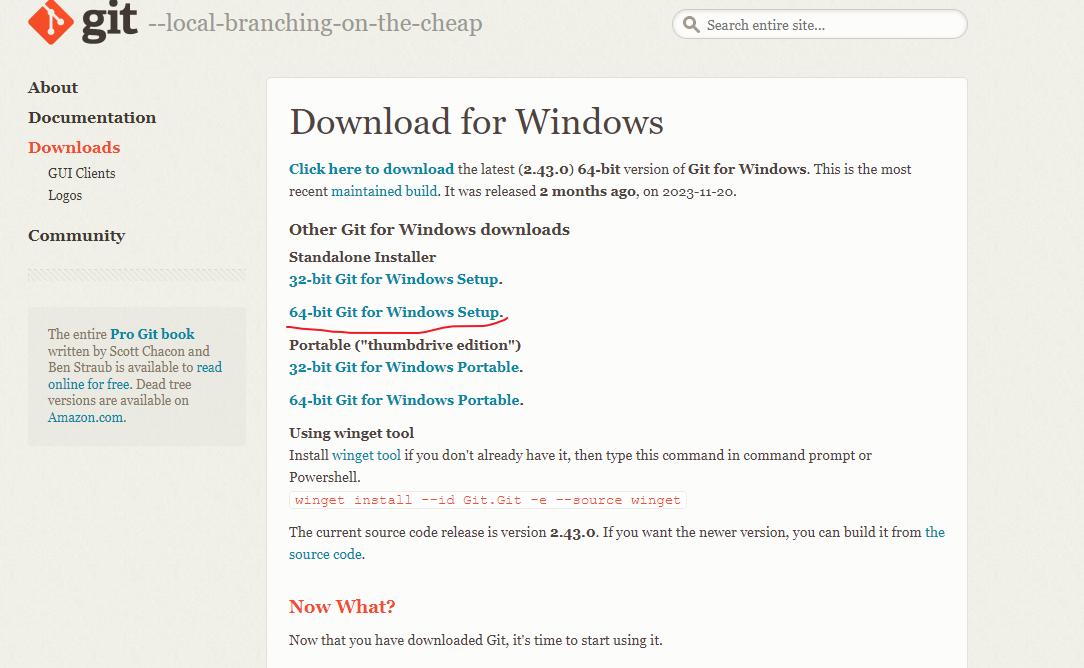 git --local-branching-on-the-cheap
Search entire site...
About
Documentation
Downloads
GUI Clients
Logos
Community
The entire Pro Git book
written by Scott Chacon and
Ben Straub is available to read
online for free. Dead tree
versions are available on
Amazon.com.
Download for Windows
Click here to download the latest (2.43.0) 64-bit version of Git for Windows. This is the most
recent maintained build. It was released 2 months ago, on 2023-11-20.
Other Git for Windows downloads
Standalone Installer
32-bit Git for Windows Setup.
64-bit Git for Windows Setup.
Portable ("thumbdrive edition")
32-bit Git for Windows Portable.
64-bit Git for Windows Portable.
Using winget tool
Install winget tool if you don't already have it, then type this command in command prompt or
Powershell.
winget install --id Git.Git -e --source winget
The current source code release is version 2.43.0. If you want the newer version, you can build it from the
source code.
Now What?
Now that you have downloaded Git, it's time to start using it.